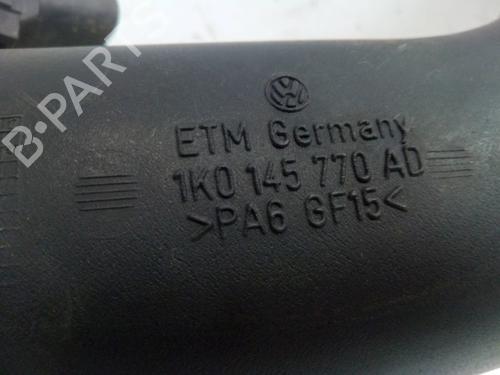 B-PARTS
ETM Germany
1K0 145 770 AD
>PA6 GF15<